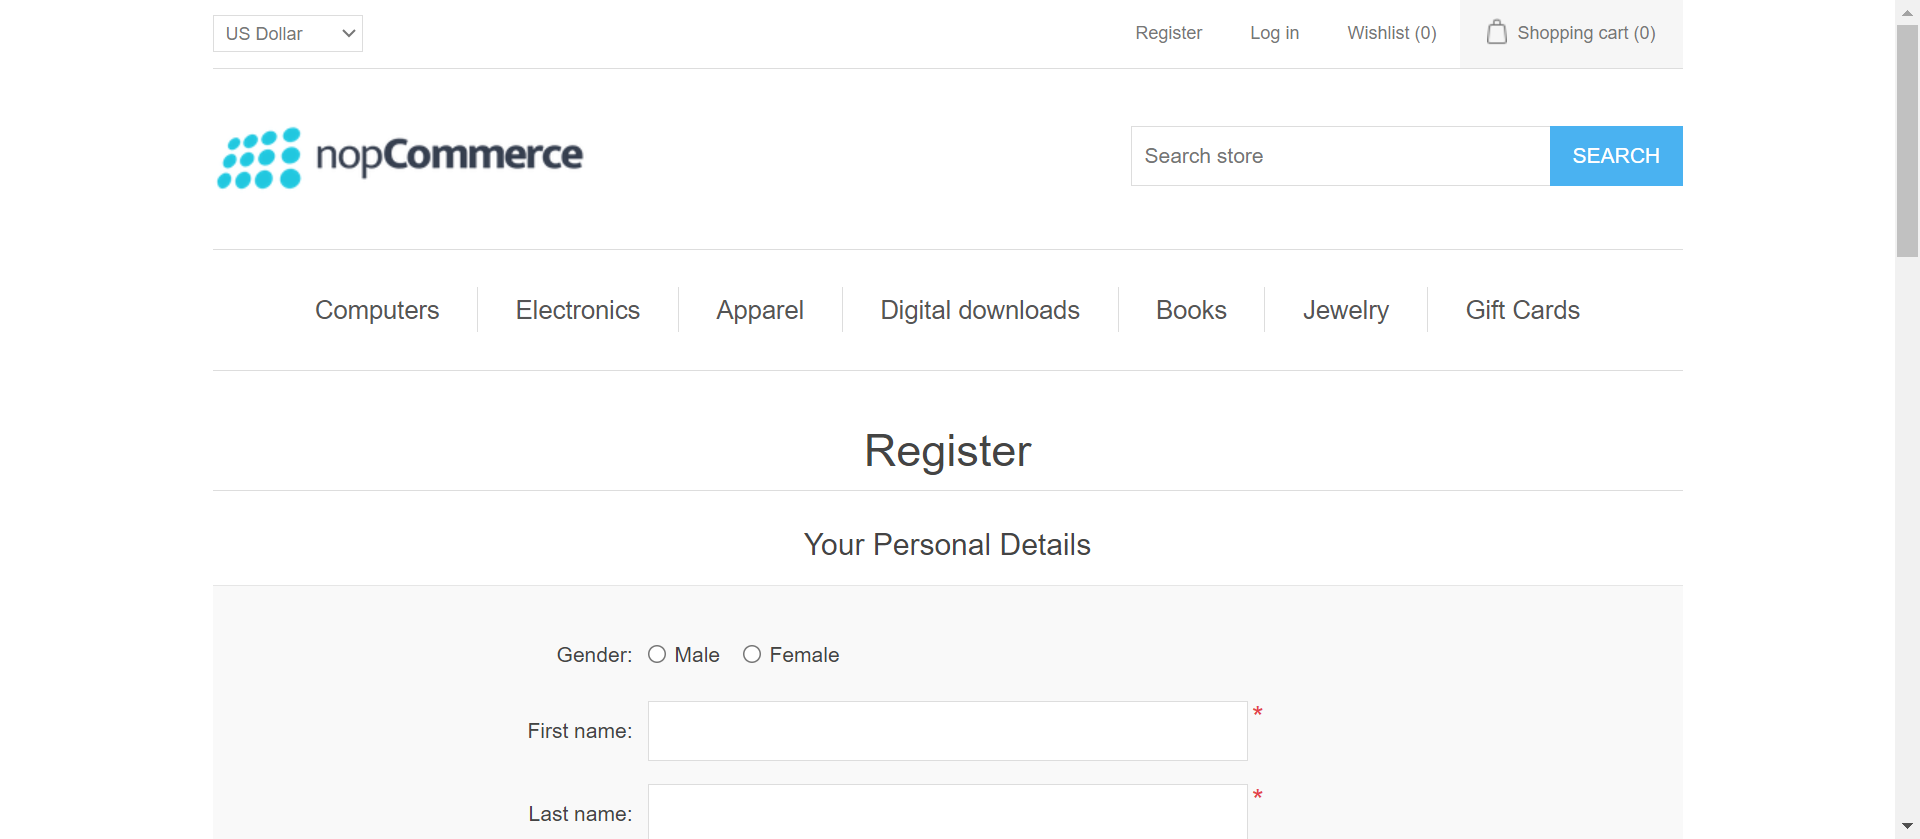 US Dollar Register Log in Wishlist (0) Shopping cart (0)
nopCommerce Search store SEARCH
Computers Electronics Apparel Digital downloads Books Jewelry Gift Cards
Register
Your Personal Details
Gender: Male Female
First name: *
Last name: *